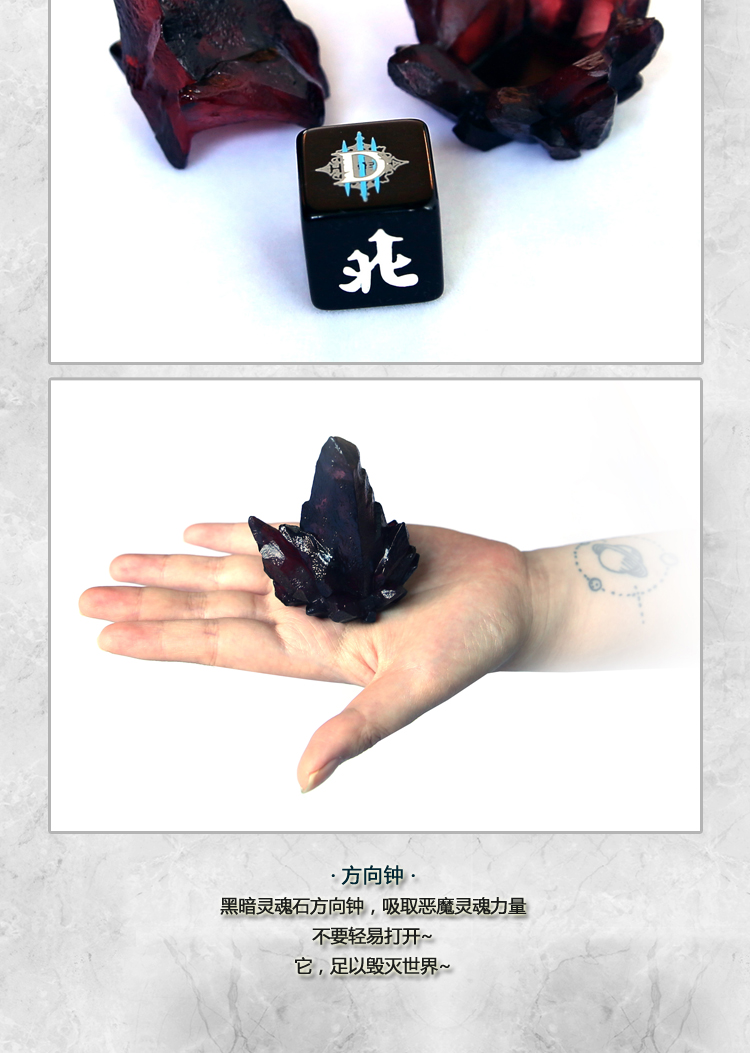 D
北
· 方向钟 ·
黑暗灵魂石方向钟，吸取恶魔灵魂力量
不要轻易打开~
它，足以毁灭世界~